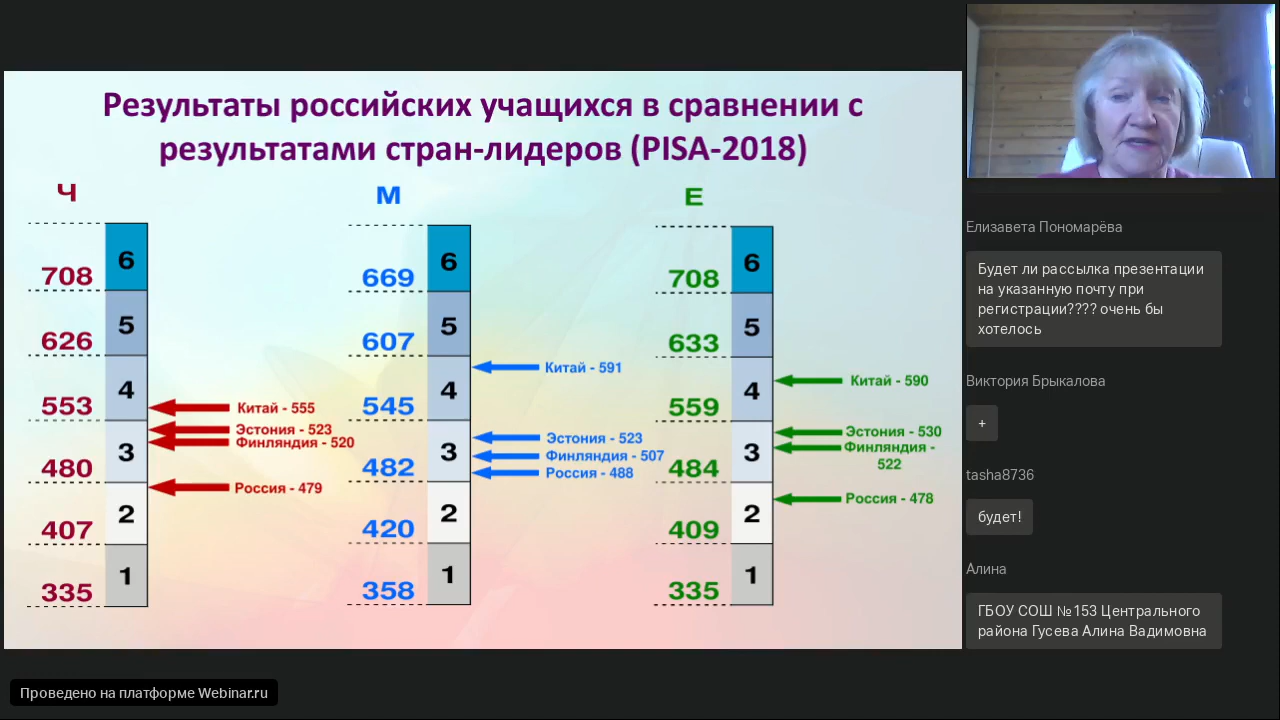 Результаты российских учащихся в сравнении с
результатами стран-лидеров (PISA-2018)
Ч
6
708
5
626
4
553
3
480
2
407
1
335
Китай - 555
Эстония - 523
Финляндия - 520
Россия - 479
М
6
669
5
607
4
545
3
482
2
420
1
358
Китай - 591
Эстония - 523
Финляндия - 507
Россия - 488
Е
6
708
5
633
4
559
3
484
2
409
1
335
Китай - 590
Эстония - 530
Финляндия -
522
Россия - 478
Елизавета Пономарёва
Будет ли рассылка презентации
на указанную почту при
регистрации???? очень бы
хотелось
Виктория Брыкалова
+
tasha8736
будет!
Алина
ГБОУ СОШ №153 Центрального
района Гусева Алина Вадимовна
Проведено на платформе Webinar.ru